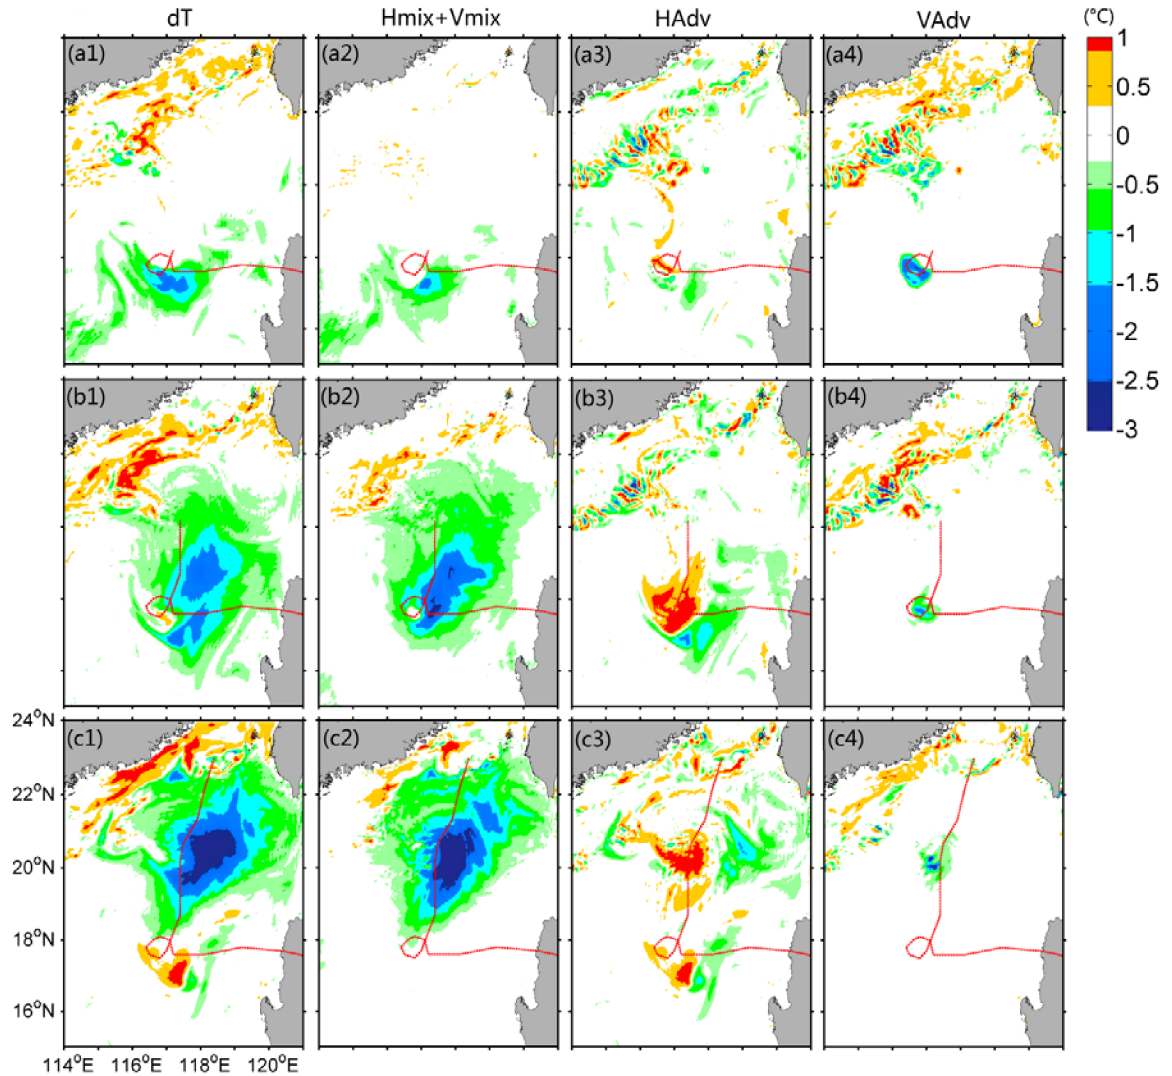 dT Hmix+Vmix HAdv VAdv (°C)
(a1) (a2) (a3) (a4)
1
0.5
0
-0.5
-1
-1.5
-2
-2.5
-3
(b1) (b2) (b3) (b4)
(c1) (c2) (c3) (c4)
24°N
22°N
20°N
18°N
16°N
114°E 116°E 118°E 120°E